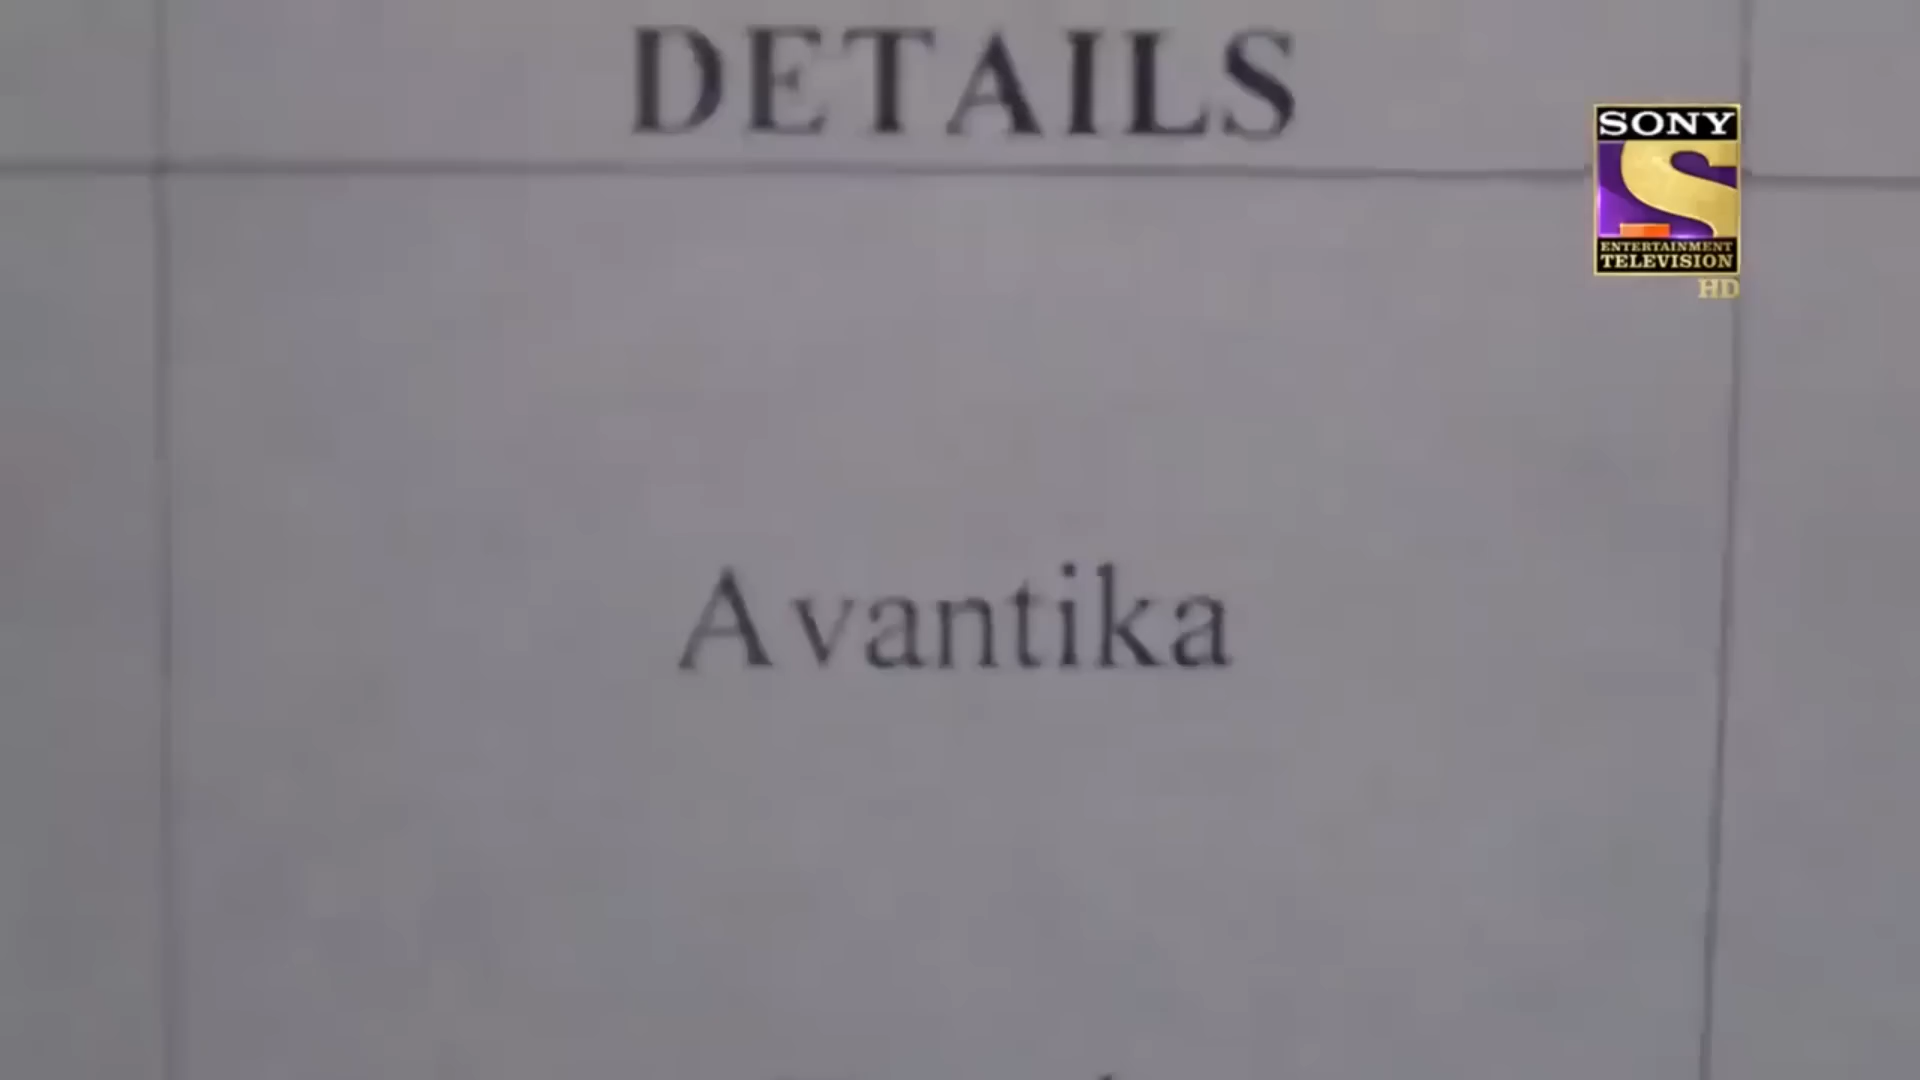 DETAILS
SONY
ENTERTAINMENT
TELEVISION
HD
Avantika